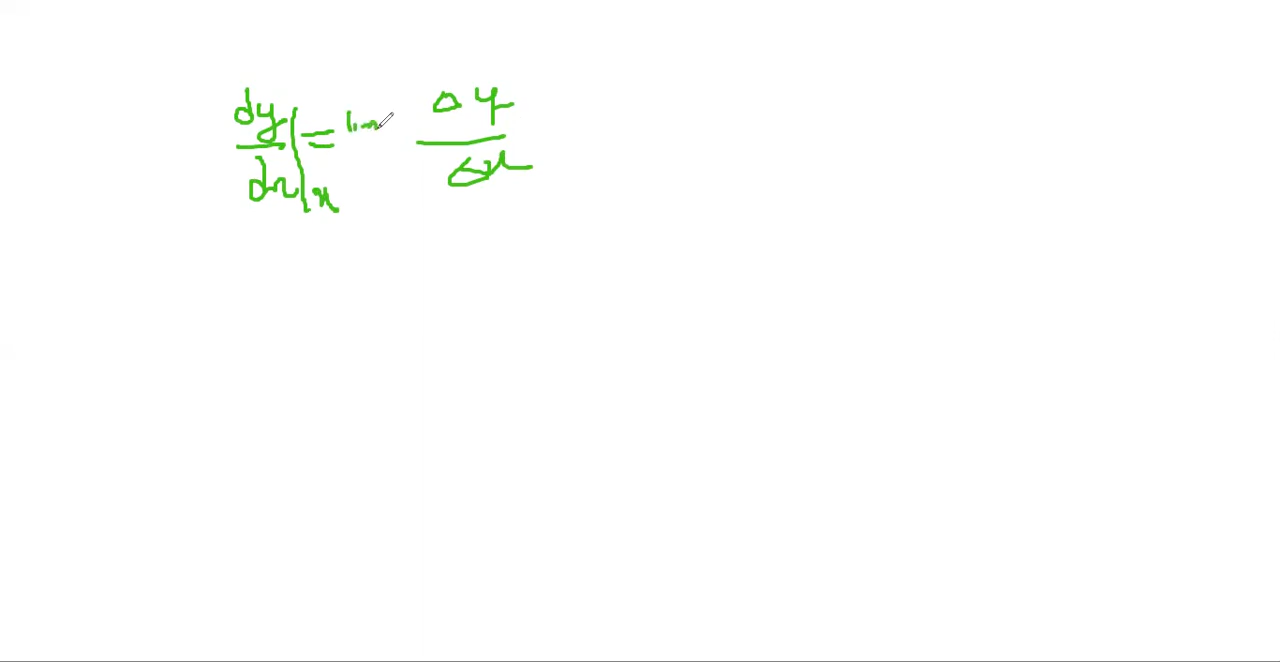 dy/dx|x = lim Δy/Δx